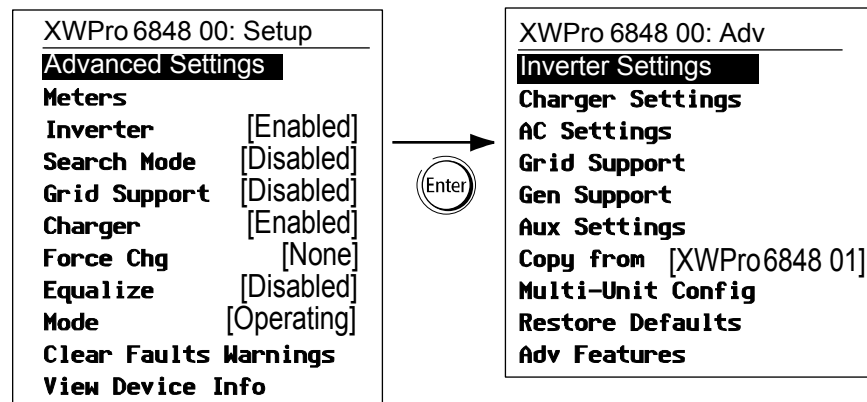 XWPro 6848 00: Setup
Advanced Settings
Meters
Inverter [Enabled]
Search Mode [Disabled]
Grid Support [Disabled]
Charger [Enabled]
Force Chg [None]
Equalize [Disabled]
Mode [Operating]
Clear Faults Warnings
View Device Info
Enter
XWPro 6848 00: Adv
Inverter Settings
Charger Settings
AC Settings
Grid Support
Gen Support
Aux Settings
Copy from [XWPro6848 01]
Multi-Unit Config
Restore Defaults
Adv Features